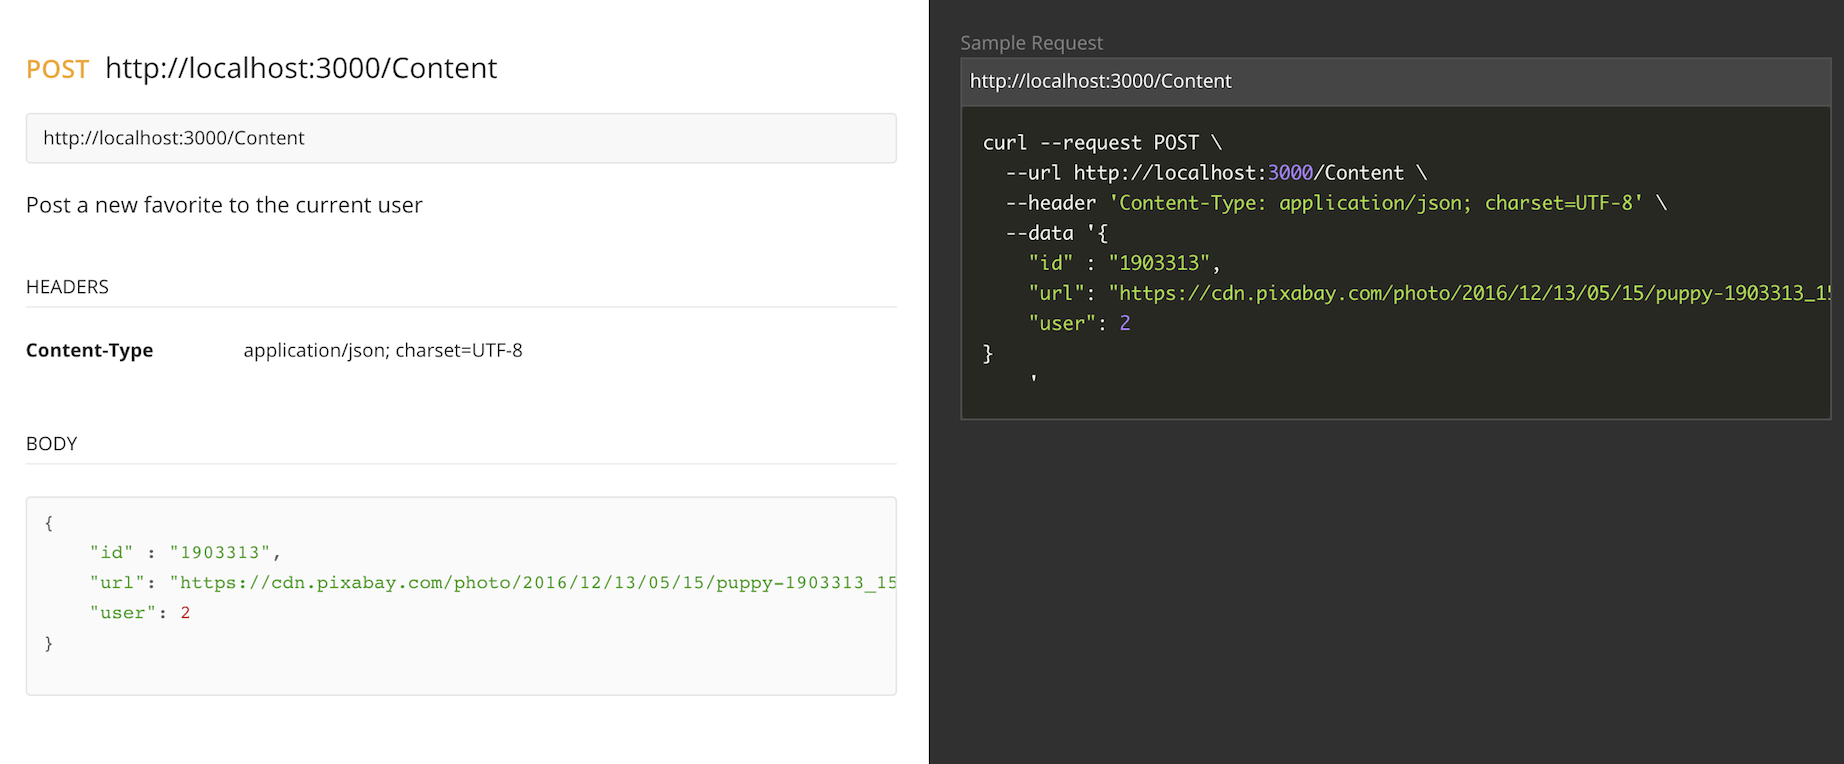 POST http://localhost:3000/Content
http://localhost:3000/Content
Post a new favorite to the current user
HEADERS
Content-Type application/json; charset=UTF-8
BODY
{
"id" : "1903313",
"url": "https://cdn.pixabay.com/photo/2016/12/13/05/15/puppy-1903313_15
"user": 2
}
Sample Request
http://localhost:3000/Content
curl --request POST \
--url http://localhost:3000/Content \
--header 'Content-Type: application/json; charset=UTF-8' \
--data '{
"id" : "1903313",
"url": "https://cdn.pixabay.com/photo/2016/12/13/05/15/puppy-1903313_15
"user": 2
}
'